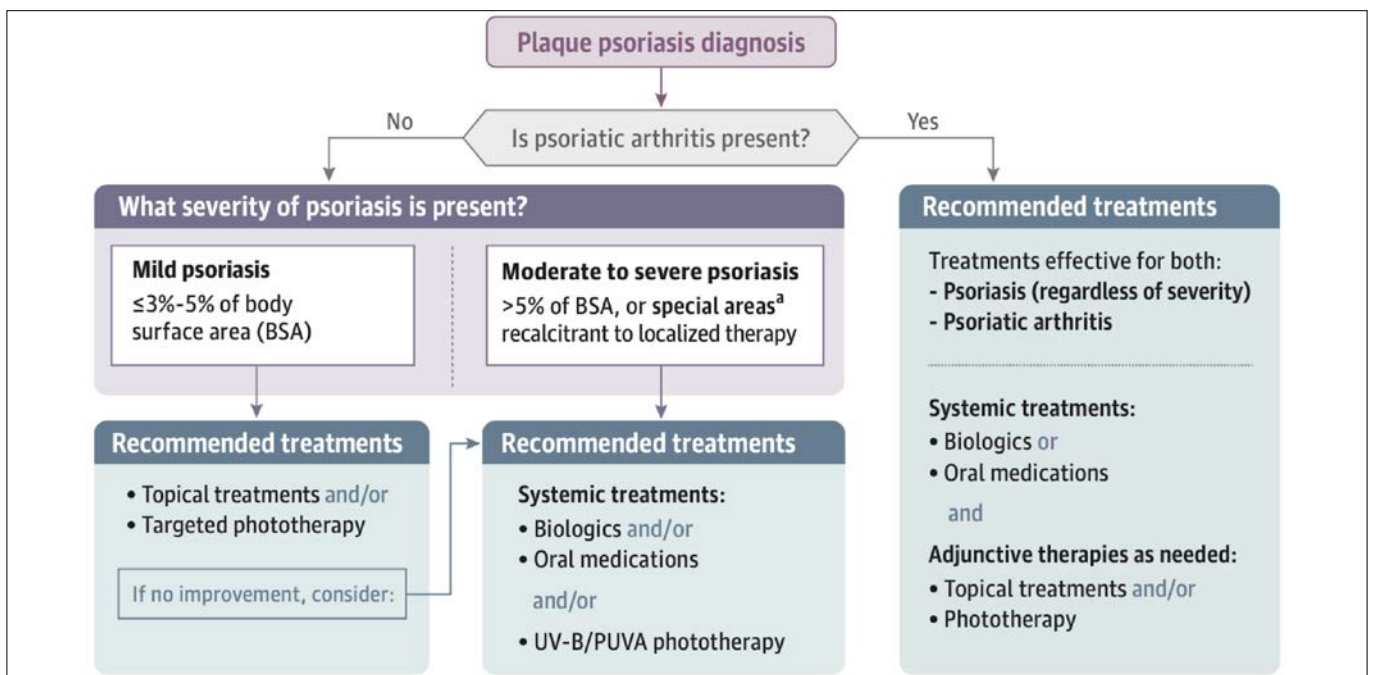 Plaque psoriasis diagnosis
Is psoriatic arthritis present?
No
Yes
What severity of psoriasis is present?
Mild psoriasis
≤3%-5% of body
surface area (BSA)
Moderate to severe psoriasis
>5% of BSA, or special areasᵃ
recalcitrant to localized therapy
Recommended treatments
• Topical treatments and/or
• Targeted phototherapy
If no improvement, consider:
Recommended treatments
Systemic treatments:
• Biologics and/or
• Oral medications
and/or
• UV-B/PUVA phototherapy
Recommended treatments
Treatments effective for both:
- Psoriasis (regardless of severity)
- Psoriatic arthritis
Systemic treatments:
• Biologics or
• Oral medications
and
Adjunctive therapies as needed:
• Topical treatments and/or
• Phototherapy